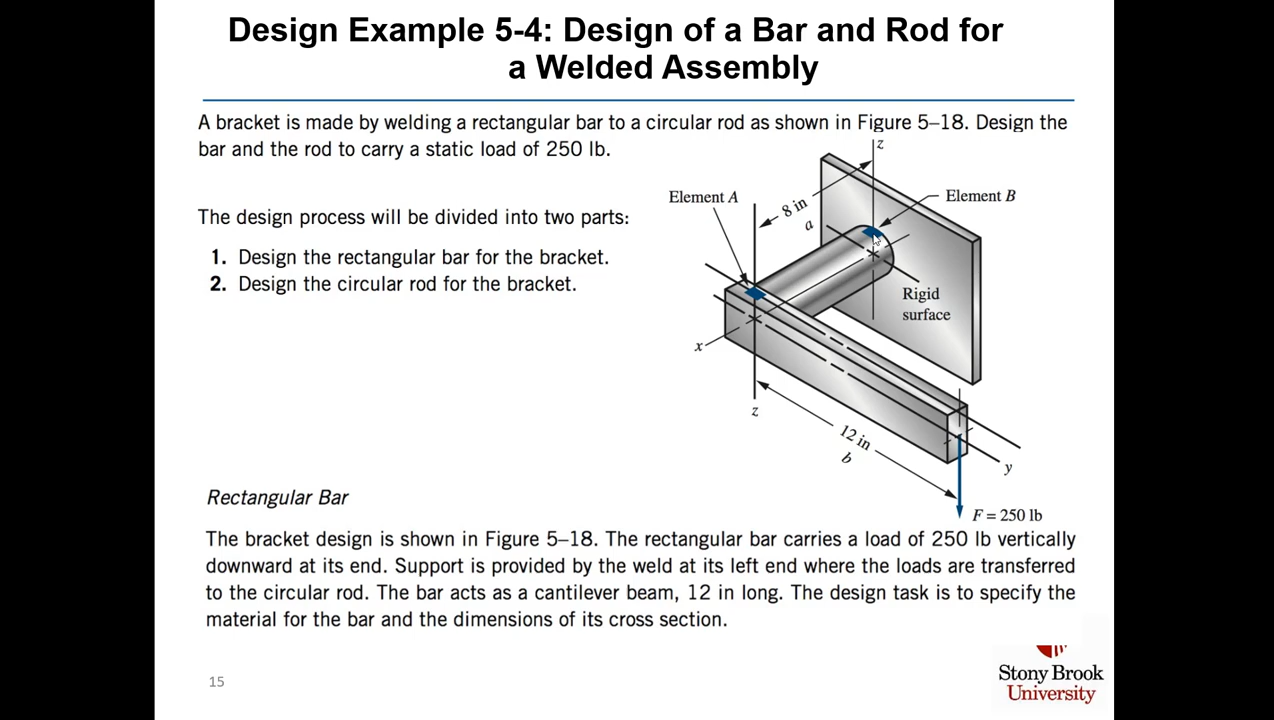 Design Example 5-4: Design of a Bar and Rod for
a Welded Assembly
A bracket is made by welding a rectangular bar to a circular rod as shown in Figure 5–18. Design the
bar and the rod to carry a static load of 250 lb.
The design process will be divided into two parts:
1. Design the rectangular bar for the bracket.
2. Design the circular rod for the bracket.
z
Element A
8 in
a
Element B
Rigid
surface
x
z
12 in
b
y
F = 250 lb
Rectangular Bar
The bracket design is shown in Figure 5–18. The rectangular bar carries a load of 250 lb vertically
downward at its end. Support is provided by the weld at its left end where the loads are transferred
to the circular rod. The bar acts as a cantilever beam, 12 in long. The design task is to specify the
material for the bar and the dimensions of its cross section.
15
Stony Brook
University